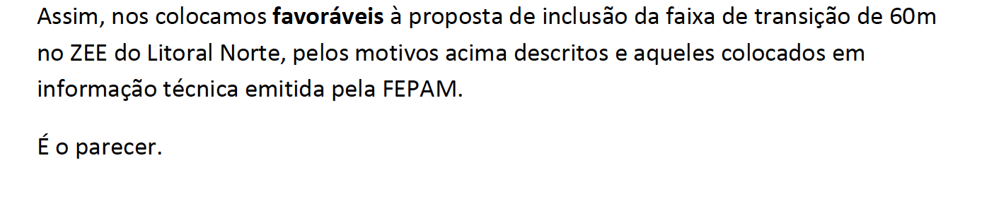 Assim, nos colocamos favoráveis à proposta de inclusão da faixa de transição de 60m
no ZEE do Litoral Norte, pelos motivos acima descritos e aqueles colocados em
informação técnica emitida pela FEPAM.
É o parecer.